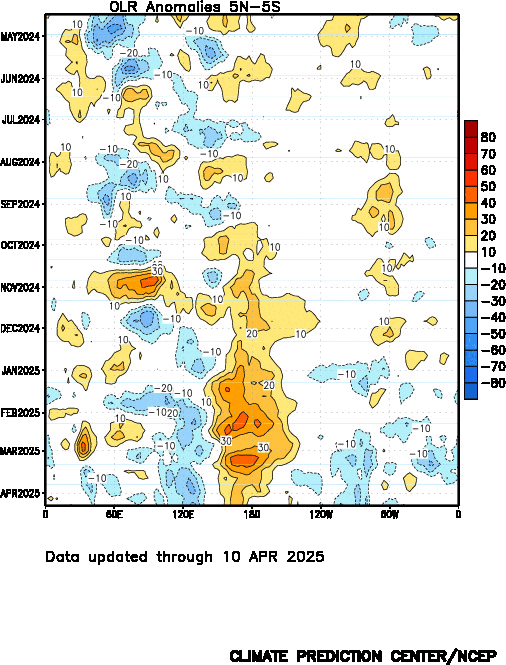 OLR Anomalies 5N-5S
MAY2024
JUN2024
JUL2024
AUG2024
SEP2024
OCT2024
NOV2024
DEC2024
JAN2025
FEB2025
MAR2025
APR2025
0 60E 120E 180 120W 60W 0
80
70
60
50
40
30
20
10
-10
-20
-30
-40
-50
-60
-70
-80
Data updated through 10 APR 2025
CLIMATE PREDICTION CENTER/NCEP